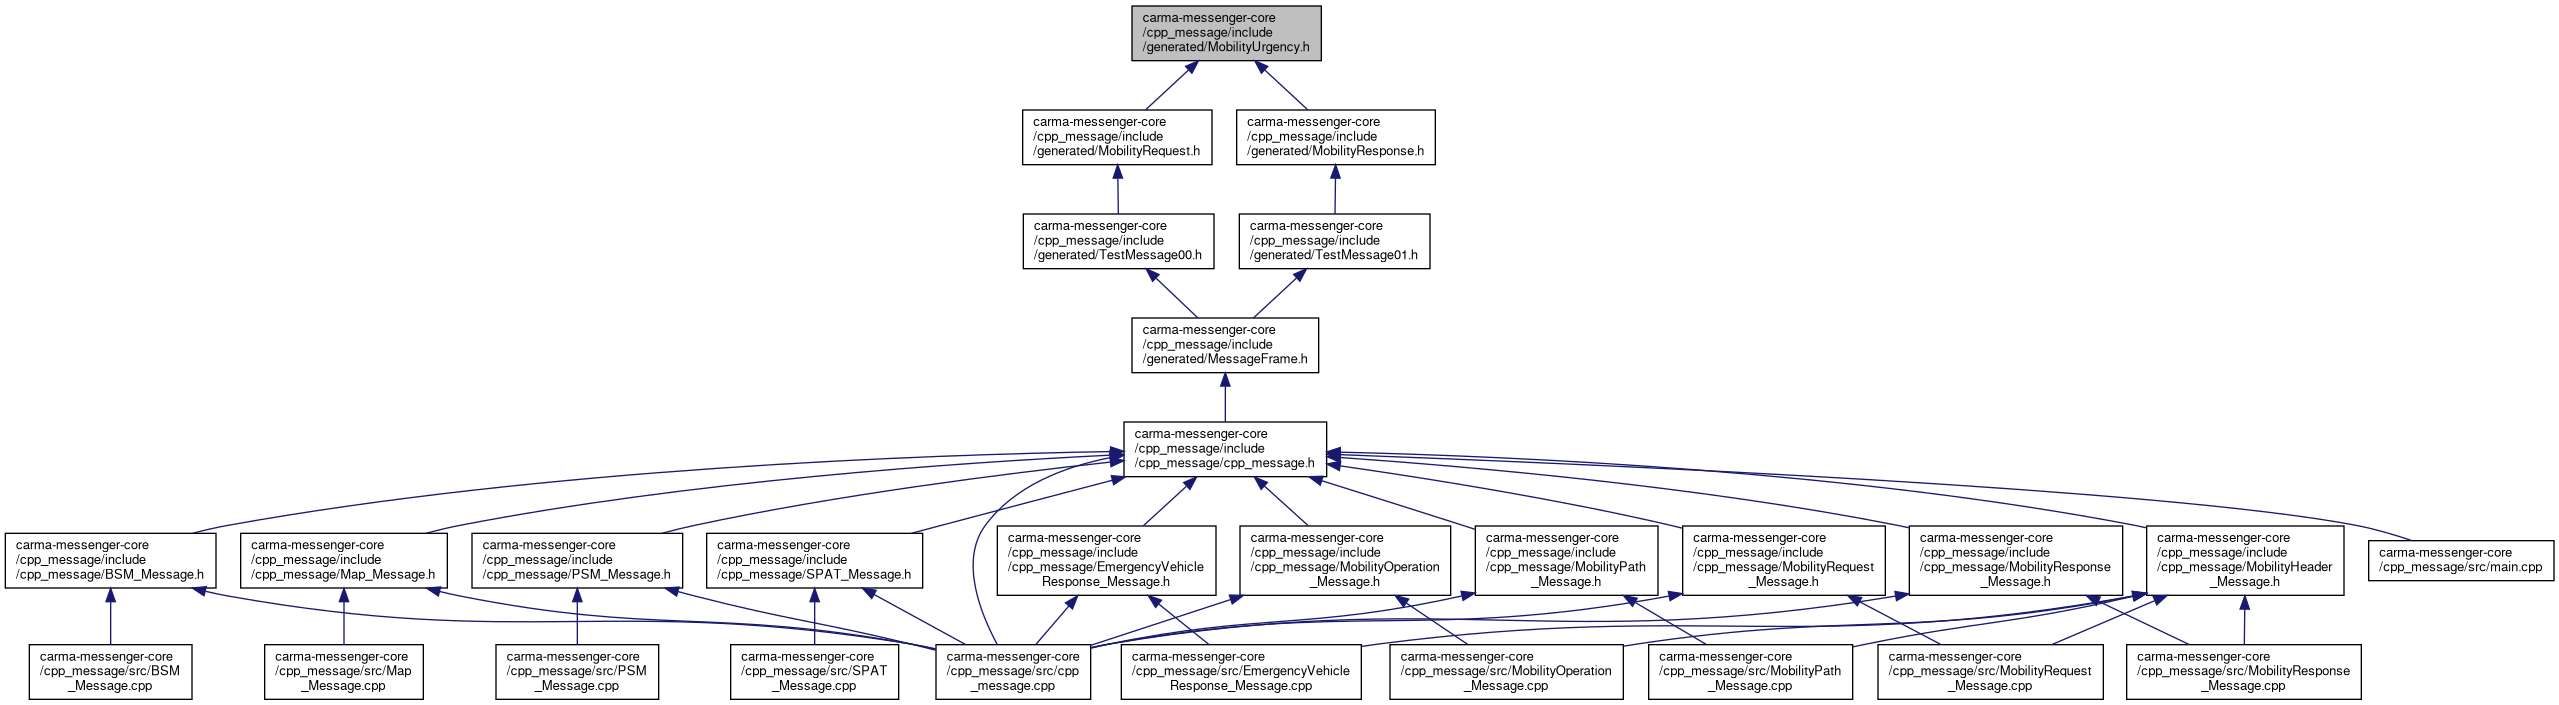 carma-messenger-core
/cpp_message/include
/generated/MobilityUrgency.h
carma-messenger-core
/cpp_message/include
/generated/MobilityRequest.h
carma-messenger-core
/cpp_message/include
/generated/MobilityResponse.h
carma-messenger-core
/cpp_message/include
/generated/TestMessage00.h
carma-messenger-core
/cpp_message/include
/generated/TestMessage01.h
carma-messenger-core
/cpp_message/include
/generated/MessageFrame.h
carma-messenger-core
/cpp_message/include
/cpp_message/cpp_message.h
carma-messenger-core
/cpp_message/include
/cpp_message/BSM_Message.h
carma-messenger-core
/cpp_message/include
/cpp_message/Map_Message.h
carma-messenger-core
/cpp_message/include
/cpp_message/PSM_Message.h
carma-messenger-core
/cpp_message/include
/cpp_message/SPAT_Message.h
carma-messenger-core
/cpp_message/include
/cpp_message/EmergencyVehicle
Response_Message.h
carma-messenger-core
/cpp_message/include
/cpp_message/MobilityOperation
_Message.h
carma-messenger-core
/cpp_message/include
/cpp_message/MobilityPath
_Message.h
carma-messenger-core
/cpp_message/include
/cpp_message/MobilityRequest
_Message.h
carma-messenger-core
/cpp_message/include
/cpp_message/MobilityResponse
_Message.h
carma-messenger-core
/cpp_message/include
/cpp_message/MobilityHeader
_Message.h
carma-messenger-core
/cpp_message/src/main.cpp
carma-messenger-core
/cpp_message/src/BSM
_Message.cpp
carma-messenger-core
/cpp_message/src/Map
_Message.cpp
carma-messenger-core
/cpp_message/src/PSM
_Message.cpp
carma-messenger-core
/cpp_message/src/SPAT
_Message.cpp
carma-messenger-core
/cpp_message/src/cpp
_message.cpp
carma-messenger-core
/cpp_message/src/EmergencyVehicle
Response_Message.cpp
carma-messenger-core
/cpp_message/src/MobilityOperation
_Message.cpp
carma-messenger-core
/cpp_message/src/MobilityPath
_Message.cpp
carma-messenger-core
/cpp_message/src/MobilityRequest
_Message.cpp
carma-messenger-core
/cpp_message/src/MobilityResponse
_Message.cpp